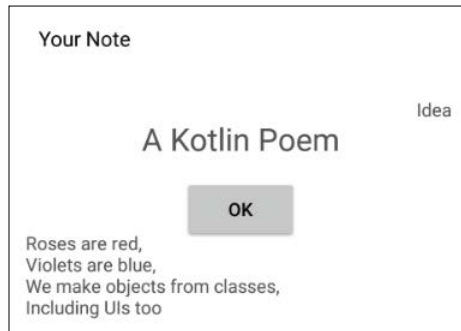 Your Note
Idea
A Kotlin Poem
OK
Roses are red,
Violets are blue,
We make objects from classes,
Including UIs too